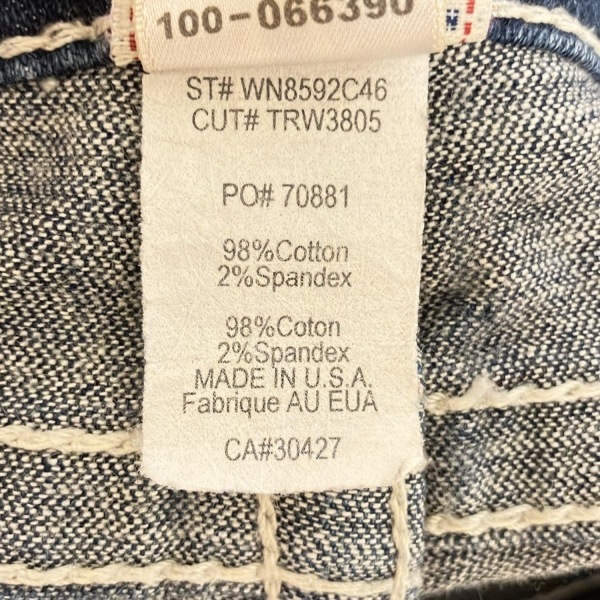 100-066390
ST# WN8592C46
CUT# TRW3805
PO# 70881
98%Cotton
2%Spandex
98%Coton
2%Spandex
MADE IN U.S.A.
Fabrique AU EUA
CA#30427